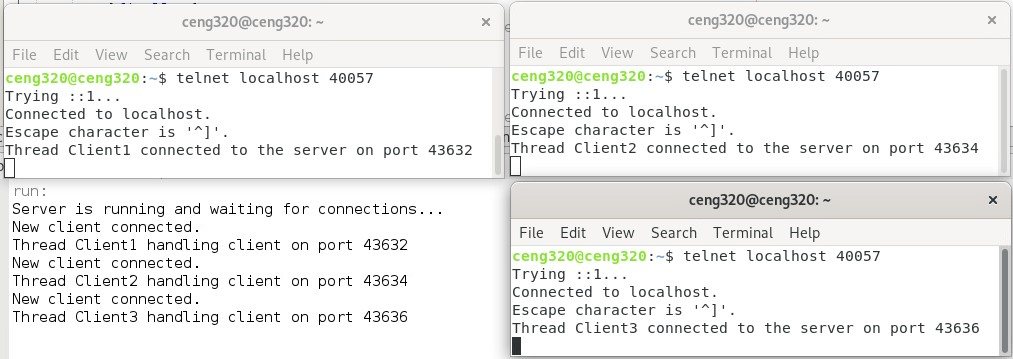 ceng320@ceng320: ~
File Edit View Search Terminal Help
ceng320@ceng320:~$ telnet localhost 40057
Trying ::1...
Connected to localhost.
Escape character is '^]'.
Thread Client1 connected to the server on port 43632
ceng320@ceng320: ~
File Edit View Search Terminal Help
ceng320@ceng320:~$ telnet localhost 40057
Trying ::1...
Connected to localhost.
Escape character is '^]'.
Thread Client2 connected to the server on port 43634
run:
Server is running and waiting for connections...
New client connected.
Thread Client1 handling client on port 43632
New client connected.
Thread Client2 handling client on port 43634
New client connected.
Thread Client3 handling client on port 43636
ceng320@ceng320: ~
File Edit View Search Terminal Help
ceng320@ceng320:~$ telnet localhost 40057
Trying ::1...
Connected to localhost.
Escape character is '^]'.
Thread Client3 connected to the server on port 43636